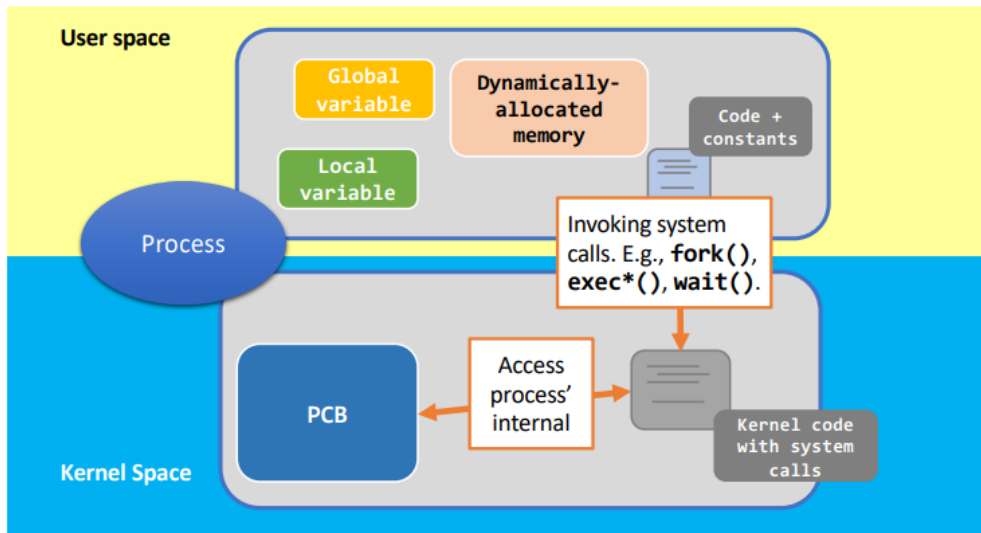 User space
Global
variable
Dynamically-
allocated
memory
Code +
constants
Local
variable
Process
Invoking system
calls. E.g., fork(),
exec*(), wait().
PCB
Access
process’
internal
Kernel code
with system
calls
Kernel Space